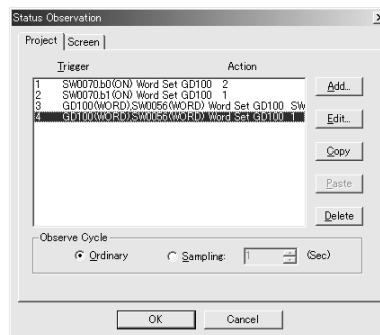 Status Observation
Project Screen
Trigger Action
1 SW0070.b0(ON) Word Set GD100 2
2 SW0070.b1(ON) Word Set GD100 1
3 GD100(WORD),SW0056(WORD) Word Set GD100 SW
4 GD100(WORD),SW0056(WORD) Word Set GD100 1
Add...
Edit...
Copy
Paste
Delete
Observe Cycle
Ordinary Sampling: 1 (Sec)
OK Cancel